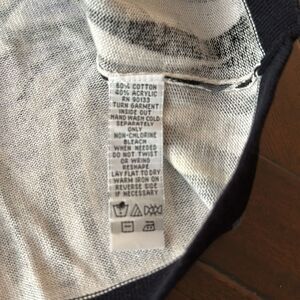 60% COTTON
40% ACRYLIC
RN 90133
TURN GARMENT
INSIDE OUT
HAND WASH COLD
SEPARATELY
ONLY
NON-CHLORINE
BLEACH
WHEN NEEDED
DO NOT TWIST
OR WRING
RESHAPE
LAY FLAT TO DRY
WARM IRON ON
REVERSE SIDE
IF NECESSARY